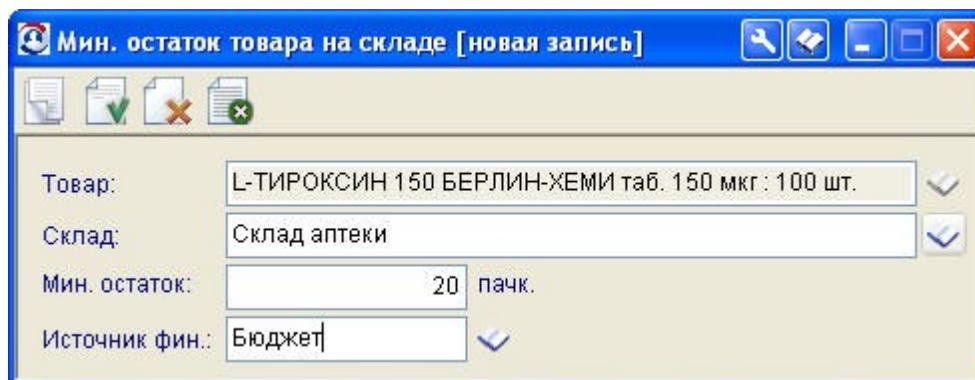 Мин. остаток товара на складе [новая запись]
Товар: L-ТИРОКСИН 150 БЕРЛИН-ХЕМИ таб. 150 мкг : 100 шт.
Склад: Склад аптеки
Мин. остаток: 20 пачк.
Источник фин.: Бюджет